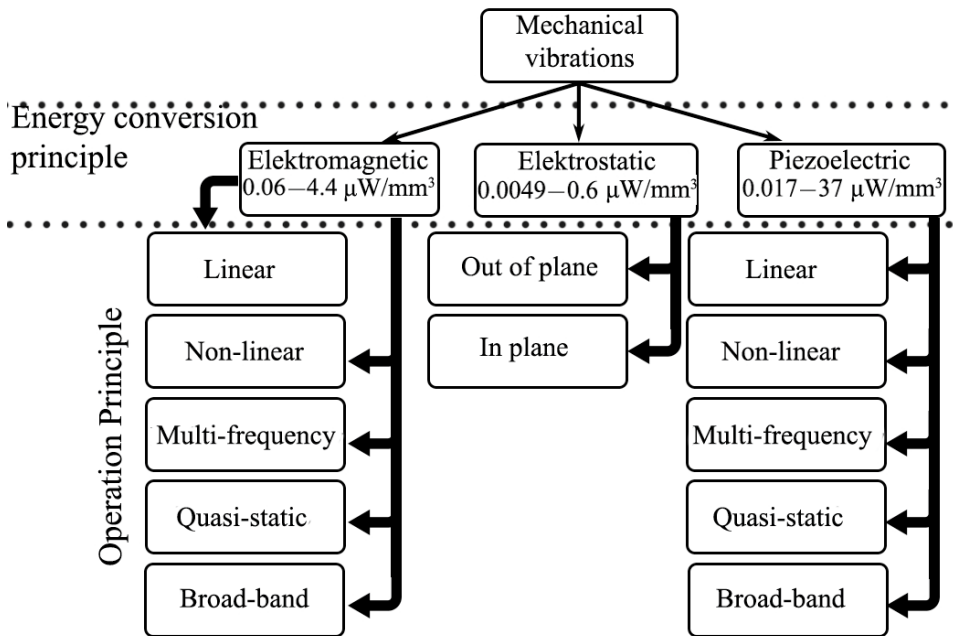 Mechanical
vibrations
Energy conversion
principle
Elektromagnetic
0.06–4.4 μW/mm³
Elektrostatic
0.0049–0.6 μW/mm³
Piezoelectric
0.017–37 μW/mm³
Operation Principle
Linear
Non-linear
Multi-frequency
Quasi-static
Broad-band
Out of plane
In plane
Linear
Non-linear
Multi-frequency
Quasi-static
Broad-band